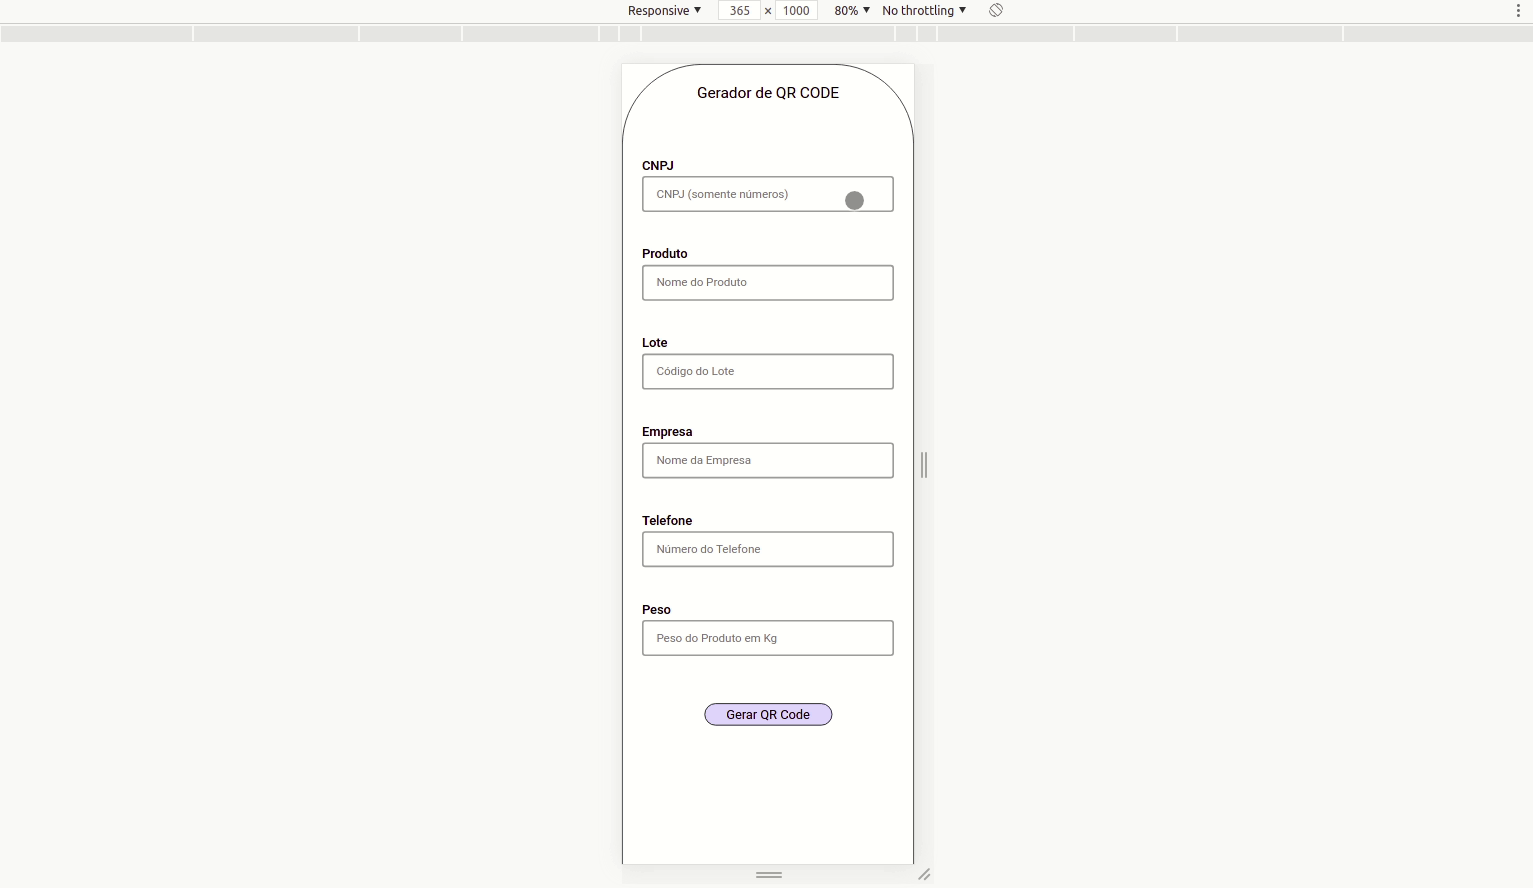 Responsive ▼ 365 × 1000 80% ▼ No throttling ▼
Gerador de QR CODE
CNPJ
CNPJ (somente números)
Produto
Nome do Produto
Lote
Código do Lote
Empresa
Nome da Empresa
Telefone
Número do Telefone
Peso
Peso do Produto em Kg
Gerar QR Code